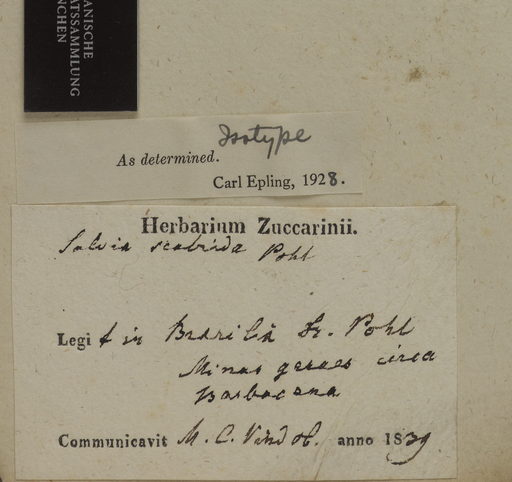 ANISCHE
ATSSAMMLUNG
NCHEN
Isotype
As determined.
Carl Epling, 1928.
Herbarium Zuccarinii.
Salvia scabrida Pohl
Legit in Brasiliâ Dr. Pohl
Minas geraes circa
Barbacena
Communicavit M. C. Vindob. anno 1839